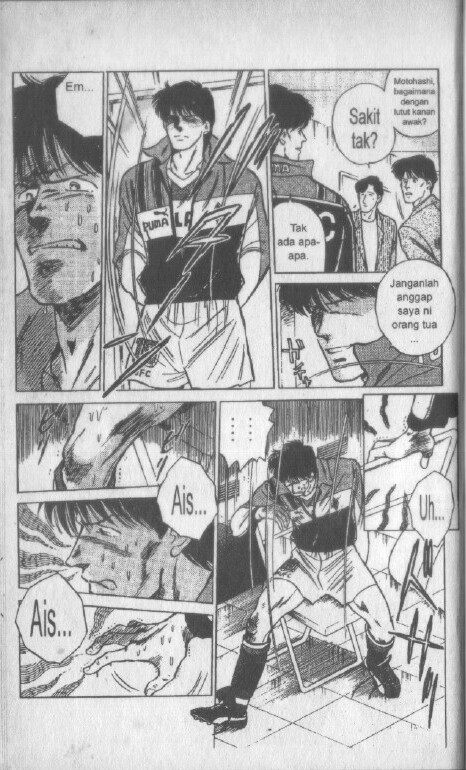 Motohashi,
bagaimana
dengan
lutut kanan
awak?
Sakit
tak?
Tak
ada apa-
apa.
PUMA
Em...
Janganlah
anggap
saya ni
orang tua
...
FC
Uh...
......
Ais...
Ais...